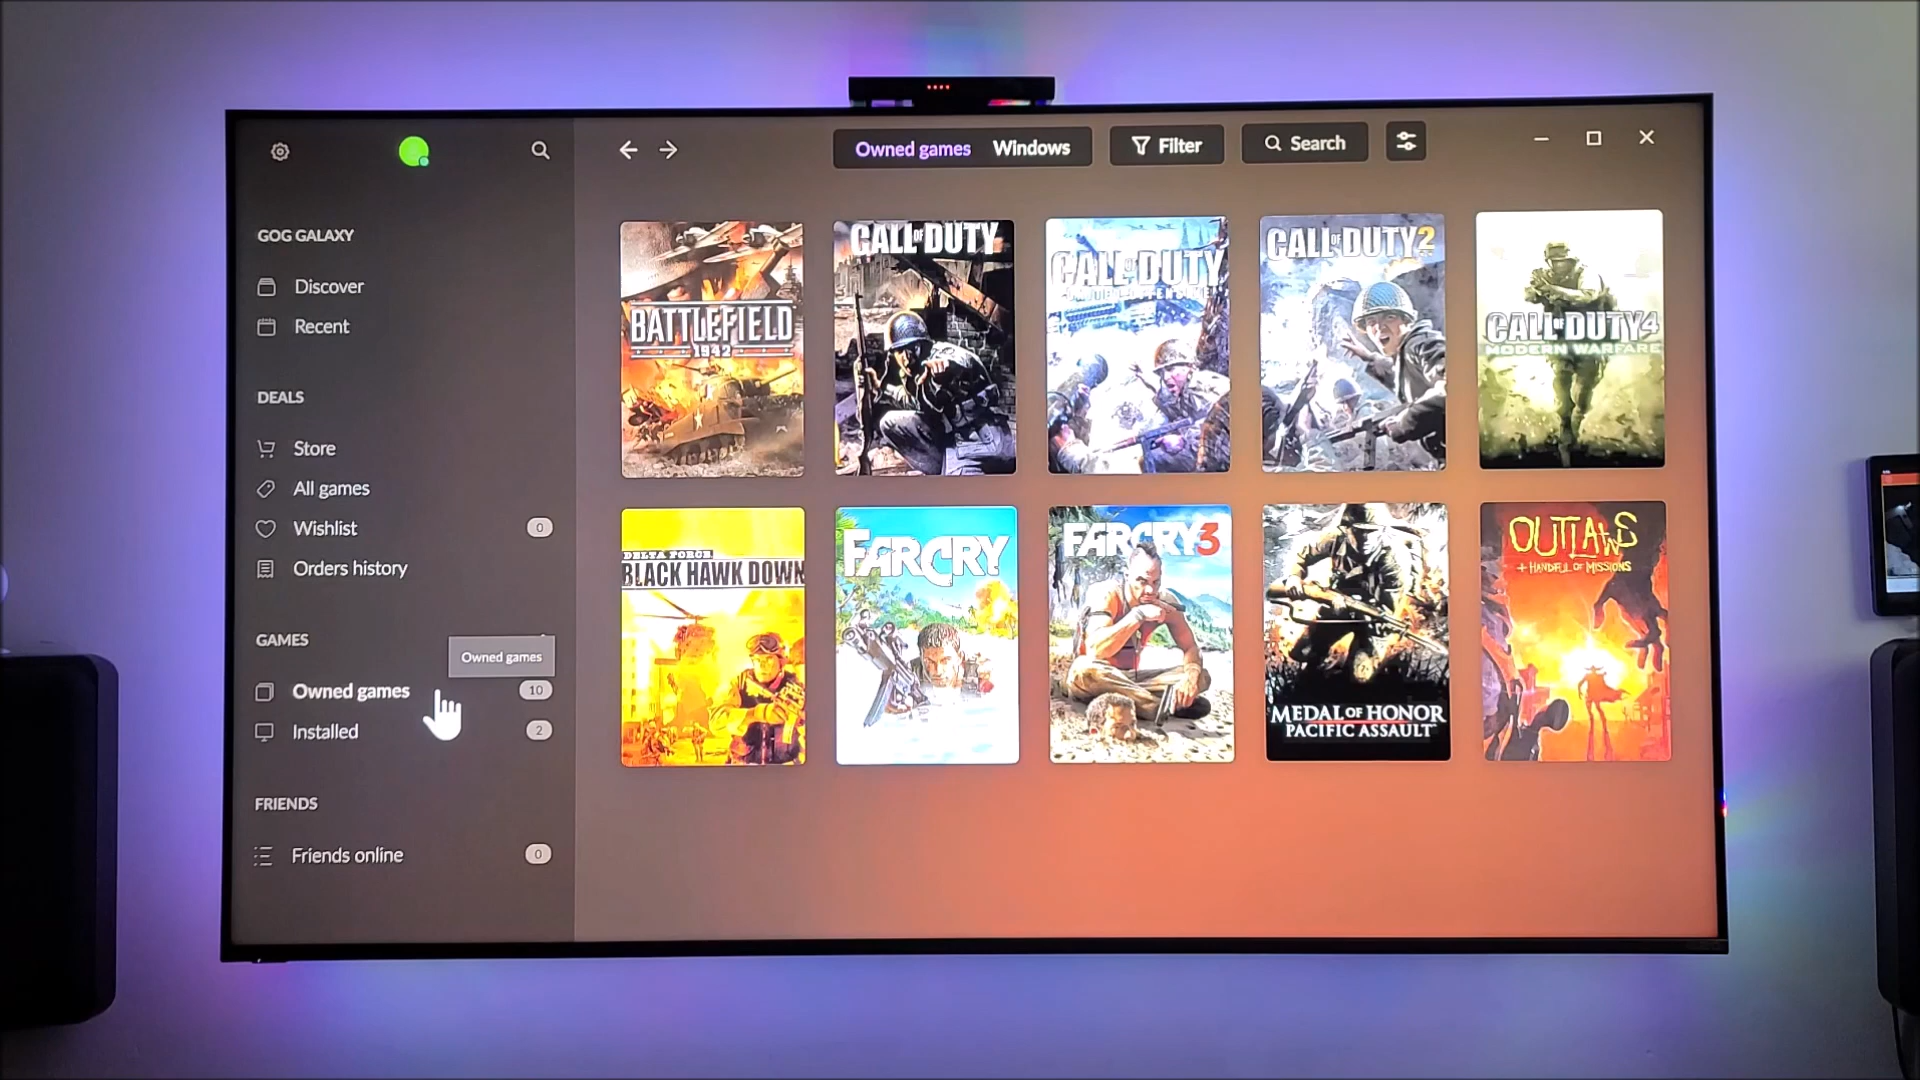 Owned games Windows
Filter
Search
GOG GALAXY
Discover
Recent
DEALS
Store
All games
Wishlist 0
Orders history
GAMES
Owned games
Owned games 10
Installed 2
FRIENDS
Friends online 0
BATTLEFIELD
1942
CALL OF DUTY
CALL OF DUTY
CALL OF DUTY 2
CALL OF DUTY 4
MODERN WARFARE
DELTA FORCE
BLACK HAWK DOWN
FARCRY
FARCRY 3
MEDAL OF HONOR
PACIFIC ASSAULT
OUTLAWS
+ HANDFUL OF MISSIONS